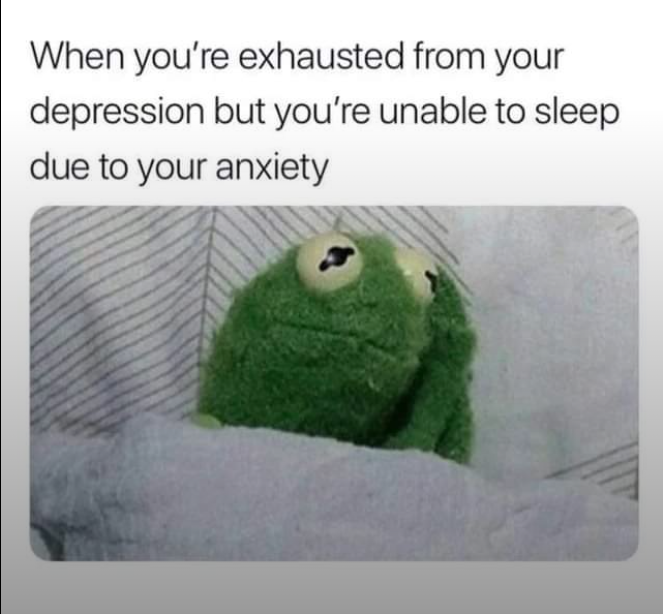 When you're exhausted from your
depression but you're unable to sleep
due to your anxiety